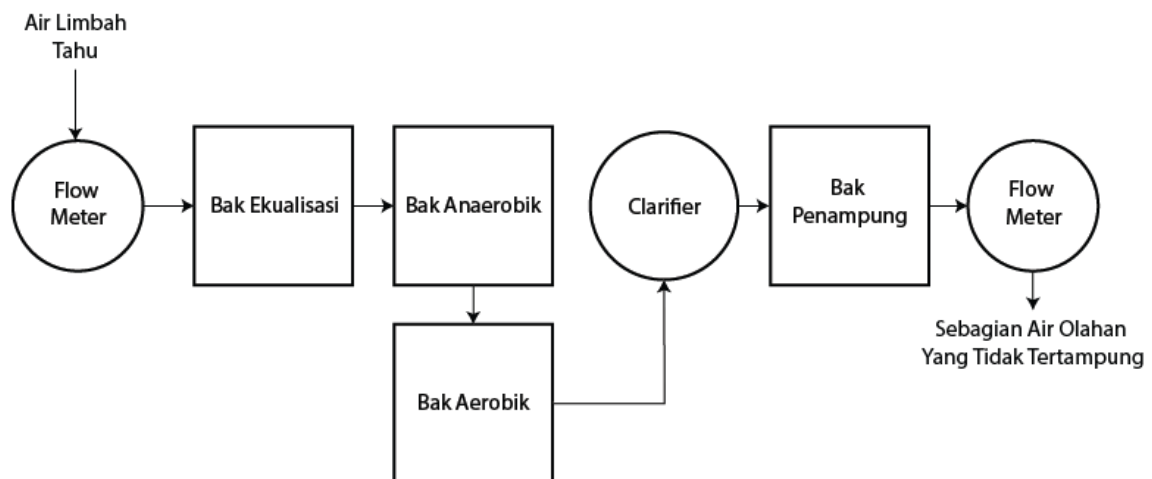 Air Limbah
Tahu
Flow
Meter
Bak Ekualisasi
Bak Anaerobik
Bak Aerobik
Clarifier
Bak
Penampung
Flow
Meter
Sebagian Air Olahan
Yang Tidak Tertampung